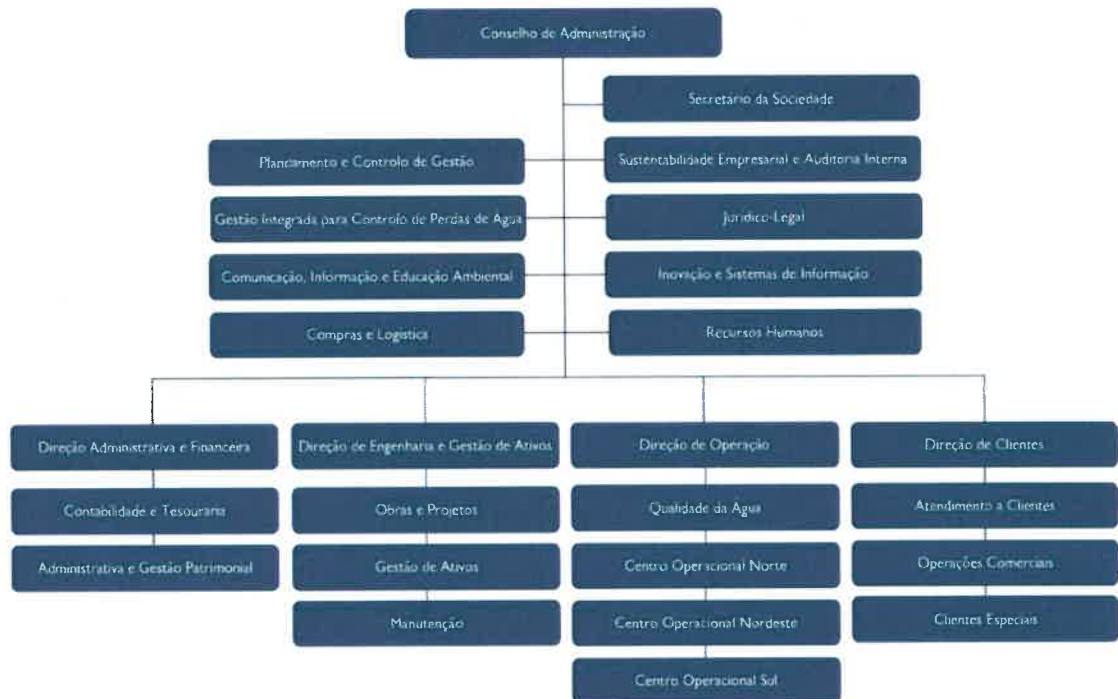 Conselho de Administração
Secretário da Sociedade
Planeamento e Controlo de Gestão
Sustentabilidade Empresarial e Auditoria Interna
Gestão Integrada para Controlo de Perdas de Água
Jurídico-Legal
Comunicação, Informação e Educação Ambiental
Inovação e Sistemas de Informação
Compras e Logística
Recursos Humanos
Direção Administrativa e Financeira
Direção de Engenharia e Gestão de Ativos
Direção de Operação
Direção de Clientes
Contabilidade e Tesouraria
Obras e Projetos
Qualidade da Água
Atendimento a Clientes
Administrativa e Gestão Patrimonial
Gestão de Ativos
Centro Operacional Norte
Operações Comerciais
Manutenção
Centro Operacional Nordeste
Clientes Especiais
Centro Operacional Sul